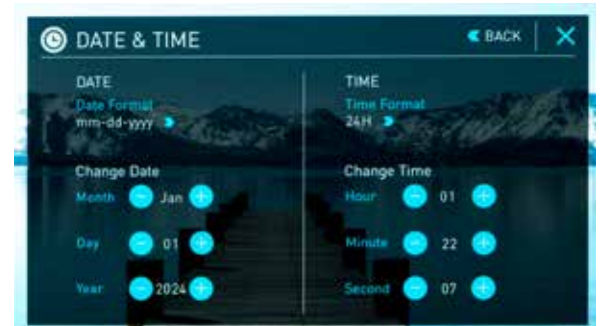 DATE & TIME
BACK
DATE
Date Format
mm-dd-yyyy
Change Date
Month - Jan +
Day - 01 +
Year - 2024 +
TIME
Time Format
24H
Change Time
Hour - 01 +
Minute - 22 +
Second - 07 +